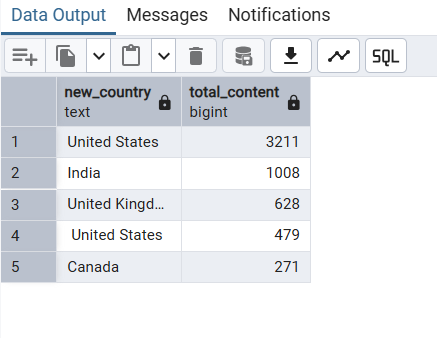 Data Output Messages Notifications
SQL
new_country total_content
text bigint
1 United States 3211
2 India 1008
3 United Kingd... 628
4  United States 479
5 Canada 271